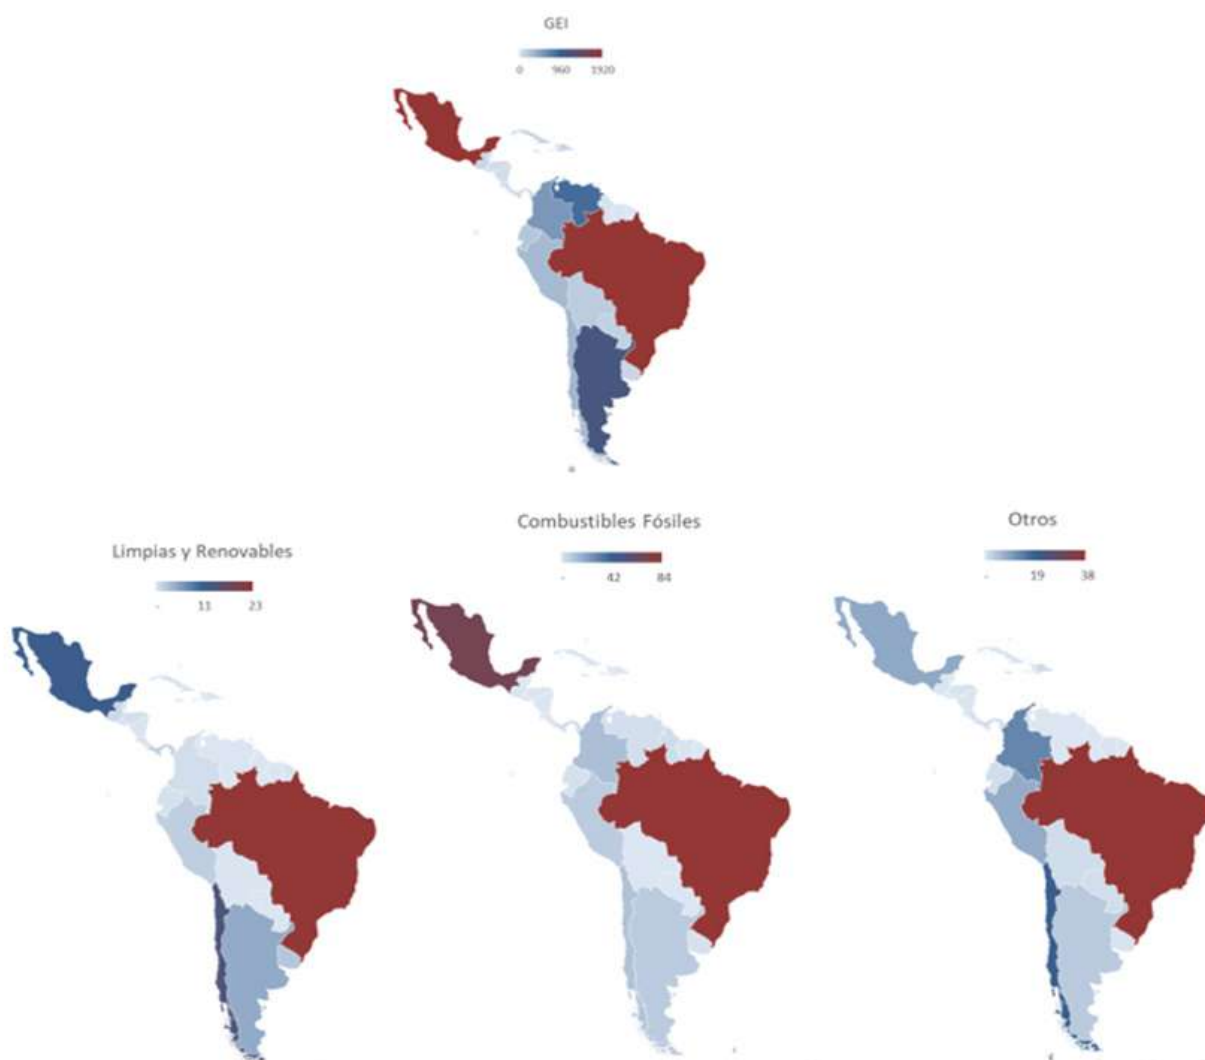 GEI
0 960 1920
Combustibles Fósiles
Otros
Limpias y Renovables
- 42 84
- 19 38
- 11 23